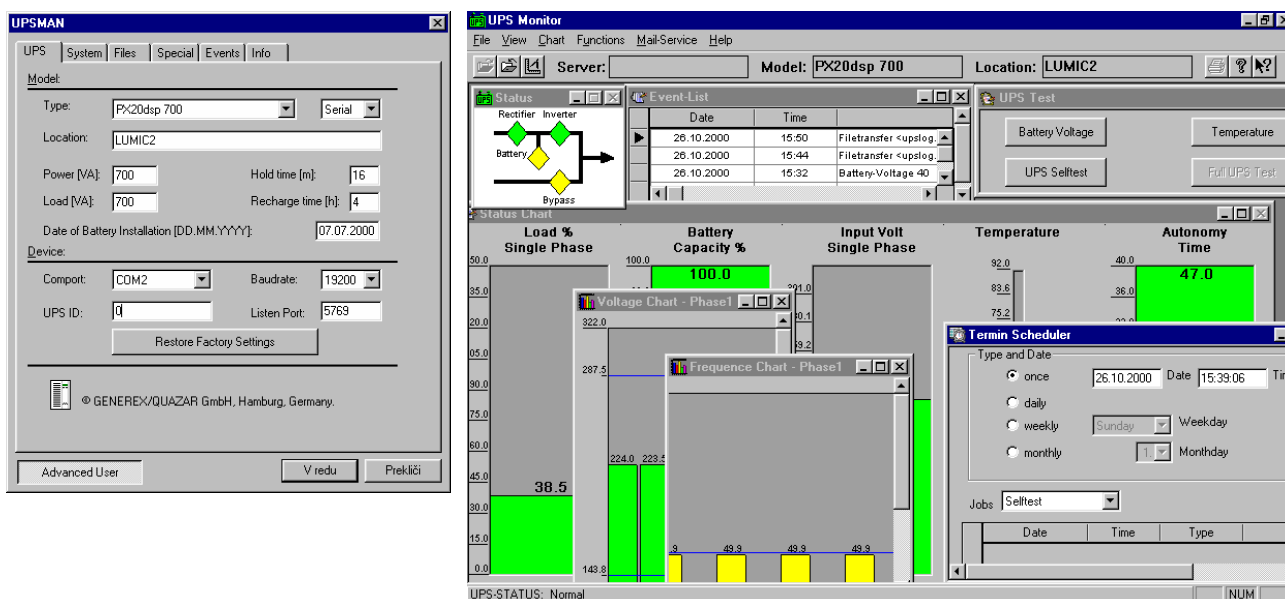 UPSMAN
UPS System Files Special Events Info
Model:
Type: PX20dsp 700 Serial
Location: LUMIC2
Power [VA]: 700 Hold time [m]: 16
Load [VA]: 700 Recharge time [h]: 4
Date of Battery Installation [DD.MM.YYYY]: 07.07.2000
Device:
Comport: COM2 Baudrate: 19200
UPS ID: 0 Listen Port: 5769
Restore Factory Settings
© GENEREX/QUAZAR GmbH, Hamburg, Germany.
Advanced User V redu Prekliči
UPS Monitor
File View Chart Functions Mail-Service Help
Server: Model: PX20dsp 700 Location: LUMIC2
Status
Rectifier Inverter
Battery
Bypass
Event-List
Date Time
26.10.2000 15:50 Filetransfer <upslog.
26.10.2000 15:44 Filetransfer <upslog.
26.10.2000 15:32 Battery-Voltage 40
UPS Test
Battery Voltage Temperature
UPS Selftest Full UPS Test
Status Chart
Load %
Single Phase
50.0
35.0
20.0
05.0
90.0
75.0
60.0
45.0
30.0
15.0
0.0
38.5
Battery
Capacity %
100.0
100.0
Input Volt
Single Phase
Temperature
92.0
83.6
75.2
Autonomy
Time
40.0
36.0
47.0
Voltage Chart - Phase1
322.0
287.5
224.0 223.5
143.8
Frequence Chart - Phase1
49.9 49.9 49.9
Termin Scheduler
Type and Date
once 26.10.2000 Date 15:39:06
daily
weekly Sunday Weekday
monthly 1. Monthday
Jobs Selftest
Date Time Type
UPS-STATUS: Normal NUM